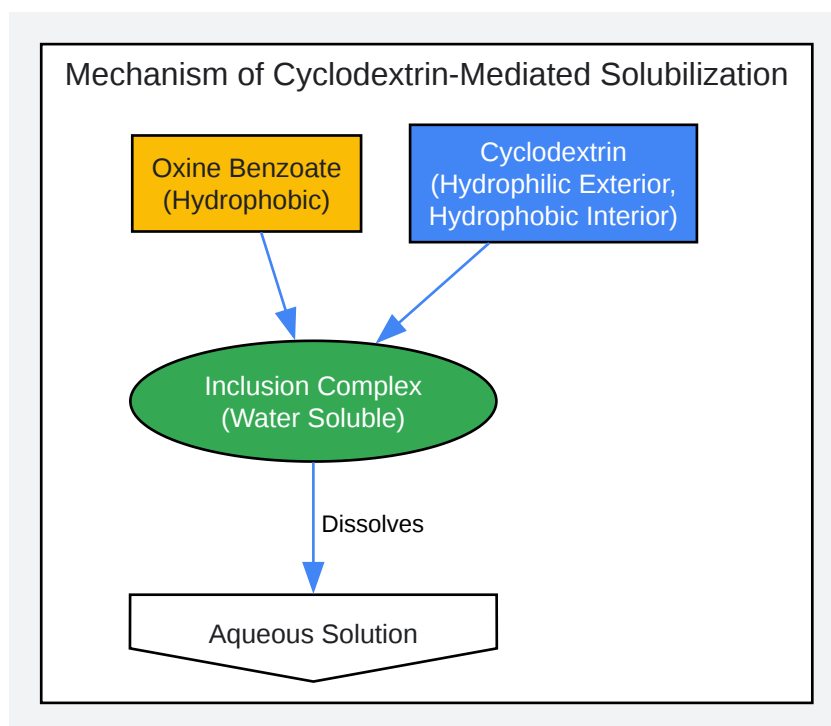 Mechanism of Cyclodextrin-Mediated Solubilization
Oxine Benzoate
(Hydrophobic)
Cyclodextrin
(Hydrophilic Exterior,
Hydrophobic Interior)
Inclusion Complex
(Water Soluble)
Dissolves
Aqueous Solution